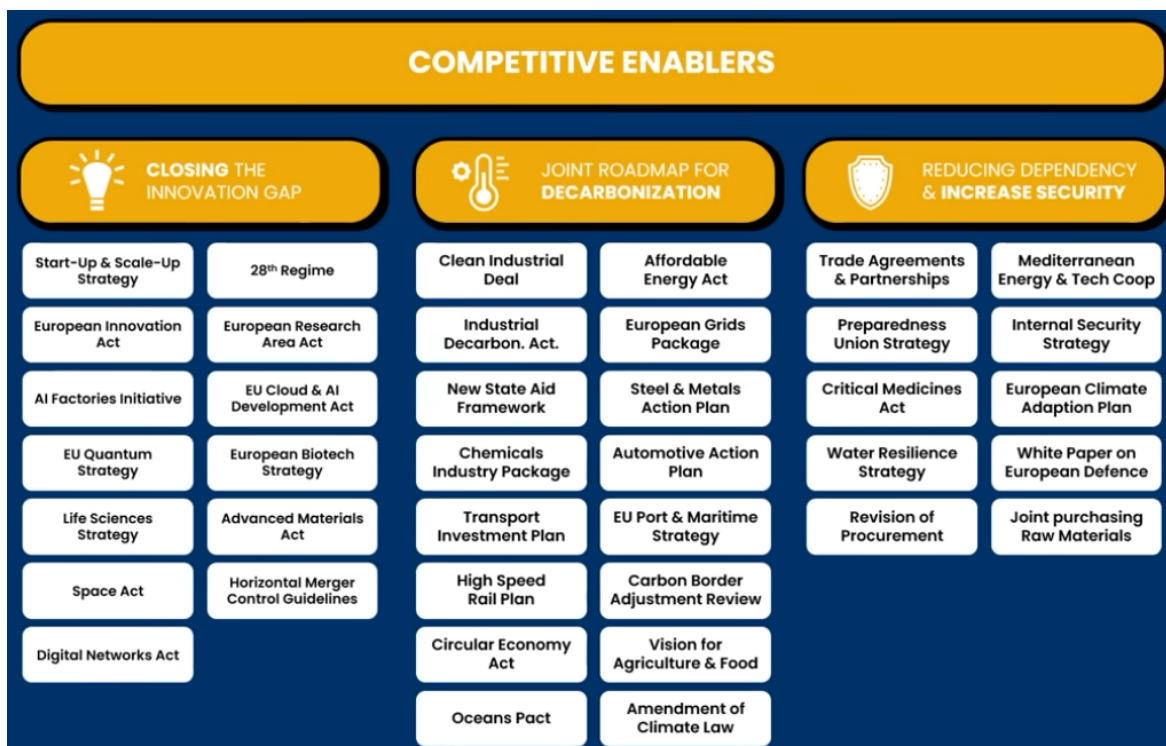 COMPETITIVE ENABLERS
CLOSING THE
INNOVATION GAP
Start-Up & Scale-Up
Strategy
28th Regime
European Innovation
Act
European Research
Area Act
AI Factories Initiative
EU Cloud & AI
Development Act
EU Quantum
Strategy
European Biotech
Strategy
Life Sciences
Strategy
Advanced Materials
Act
Space Act
Horizontal Merger
Control Guidelines
Digital Networks Act
JOINT ROADMAP FOR
DECARBONIZATION
Clean Industrial
Deal
Affordable
Energy Act
Industrial
Decarbon. Act.
European Grids
Package
New State Aid
Framework
Steel & Metals
Action Plan
Chemicals
Industry Package
Automotive Action
Plan
Transport
Investment Plan
EU Port & Maritime
Strategy
High Speed
Rail Plan
Carbon Border
Adjustment Review
Circular Economy
Act
Vision for
Agriculture & Food
Oceans Pact
Amendment of
Climate Law
REDUCING DEPENDENCY
& INCREASE SECURITY
Trade Agreements
& Partnerships
Mediterranean
Energy & Tech Coop
Preparedness
Union Strategy
Internal Security
Strategy
Critical Medicines
Act
European Climate
Adaption Plan
Water Resilience
Strategy
White Paper on
European Defence
Revision of
Procurement
Joint purchasing
Raw Materials